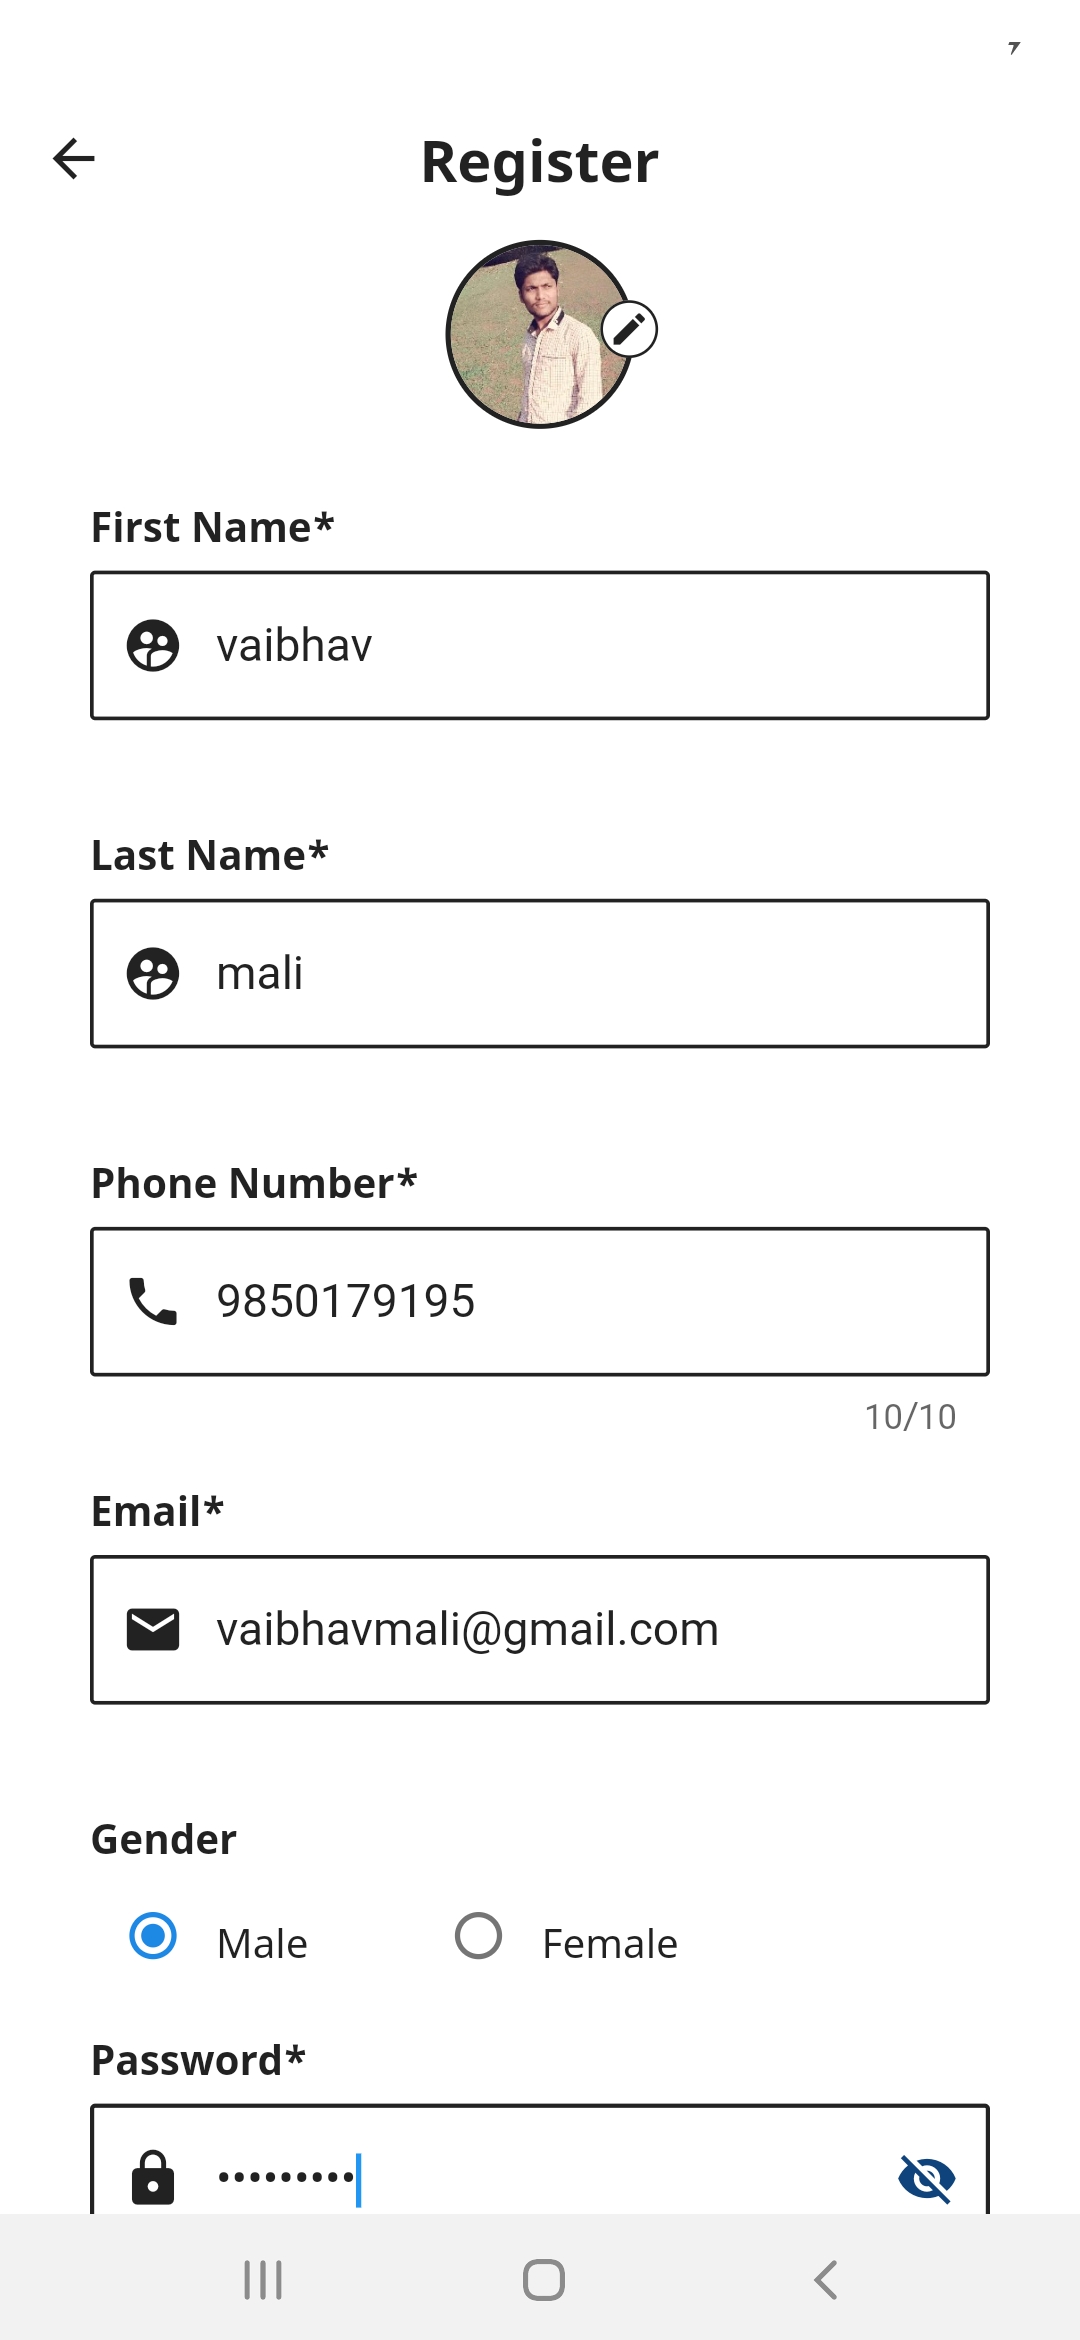 Register
First Name*
vaibhav
Last Name*
mali
Phone Number*
9850179195
10/10
Email*
vaibhavmali@gmail.com
Gender
Male Female
Password*
•••••••••